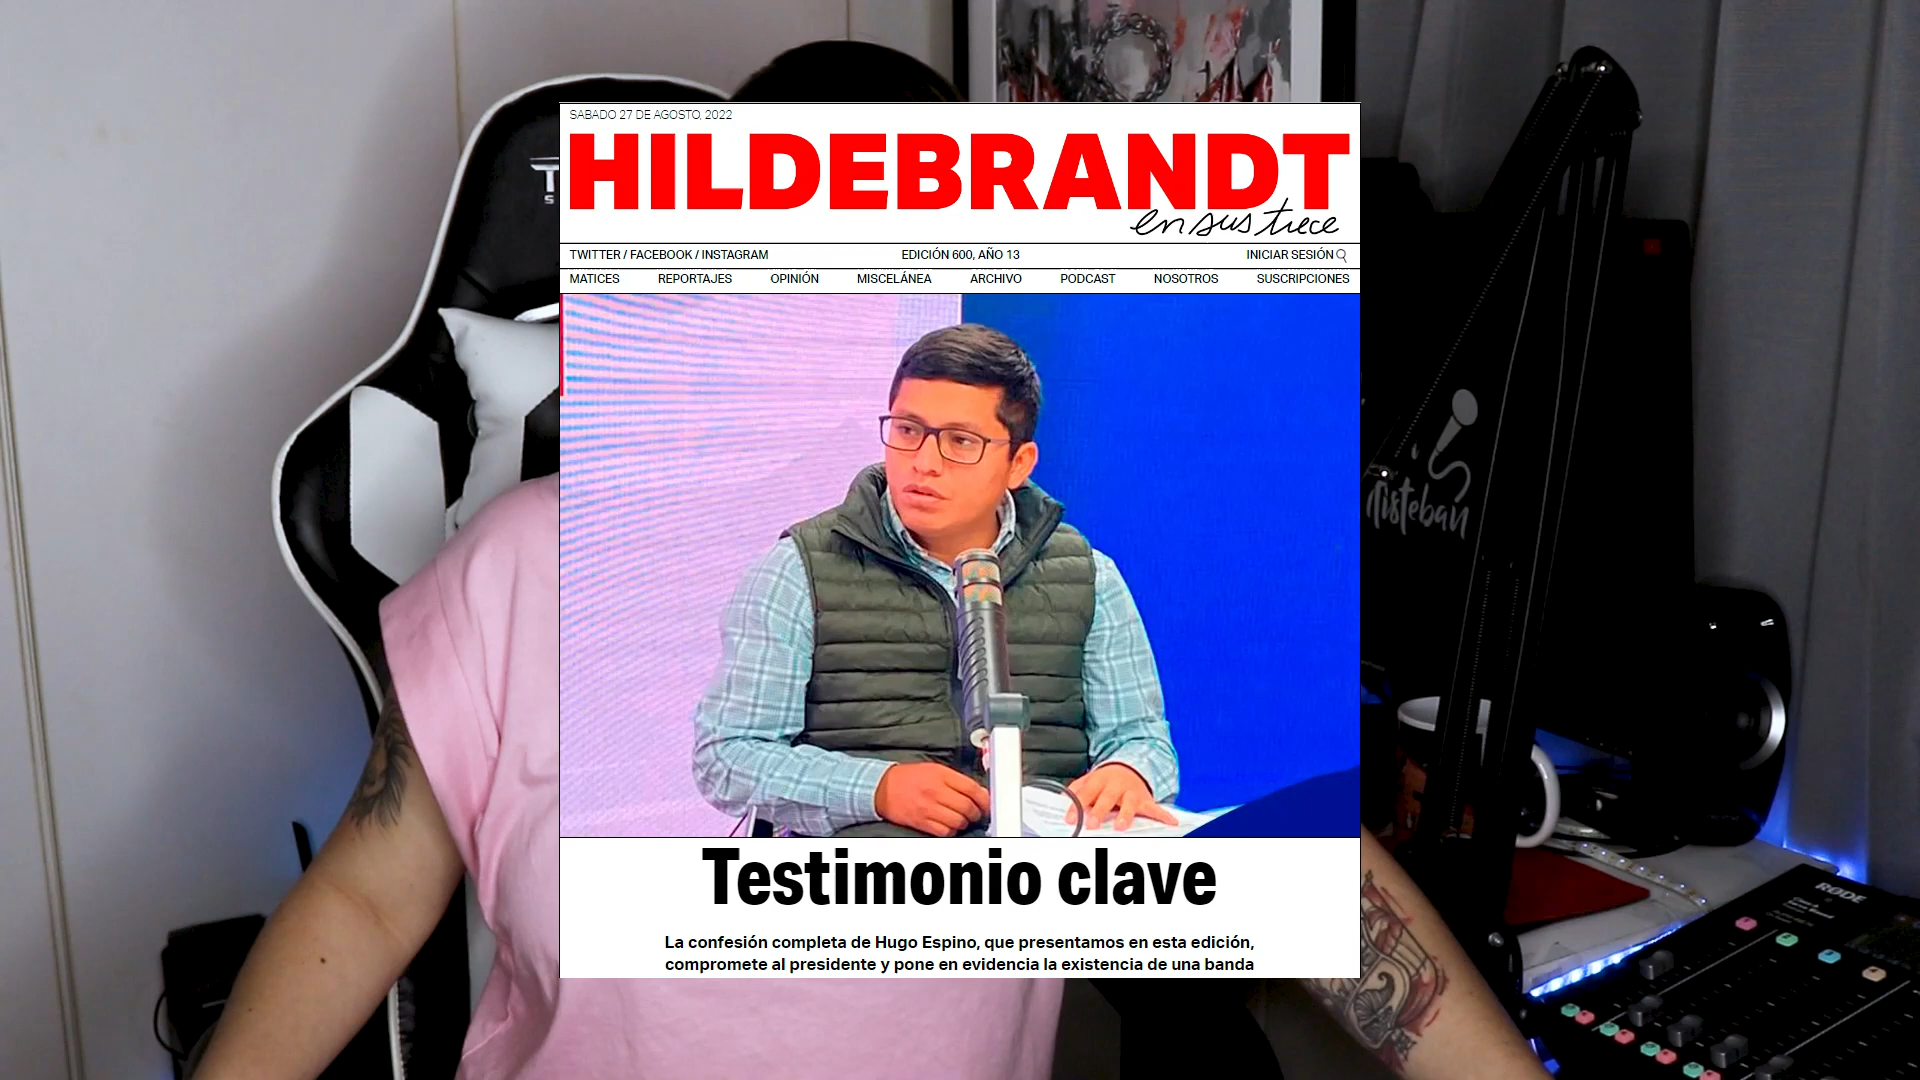 SABADO 27 DE AGOSTO, 2022
HILDEBRANDT
en sus trece
TWITTER / FACEBOOK / INSTAGRAM EDICIÓN 600, AÑO 13 INICIAR SESIÓN
MATICES REPORTAJES OPINIÓN MISCELÁNEA ARCHIVO PODCAST NOSOTROS SUSCRIPCIONES
Testimonio clave
La confesión completa de Hugo Espino, que presentamos en esta edición,
compromete al presidente y pone en evidencia la existencia de una banda
RØDE